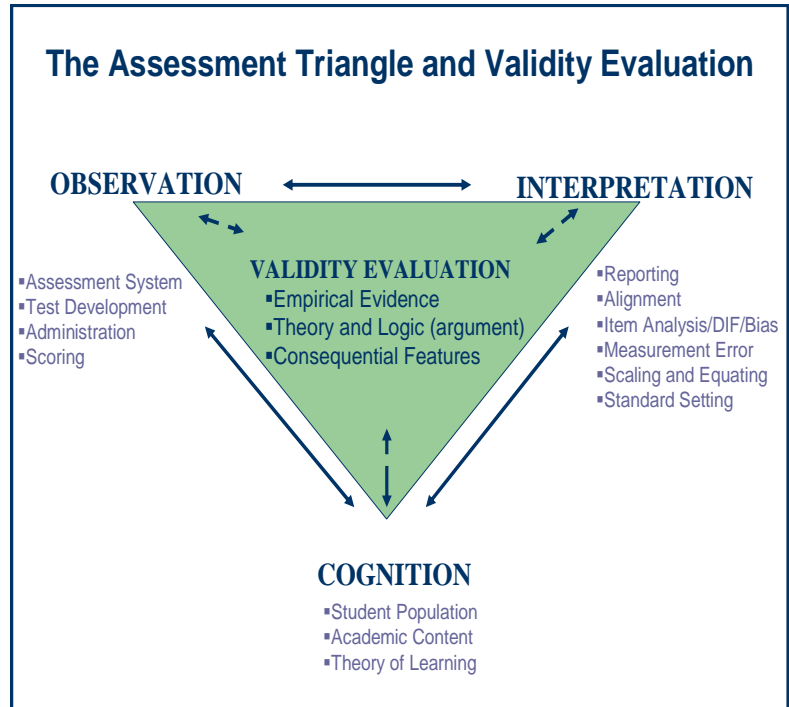 The Assessment Triangle and Validity Evaluation
OBSERVATION
INTERPRETATION
VALIDITY EVALUATION
▪Empirical Evidence
▪Theory and Logic (argument)
▪Consequential Features
▪Assessment System
▪Test Development
▪Administration
▪Scoring
▪Reporting
▪Alignment
▪Item Analysis/DIF/Bias
▪Measurement Error
▪Scaling and Equating
▪Standard Setting
COGNITION
▪Student Population
▪Academic Content
▪Theory of Learning